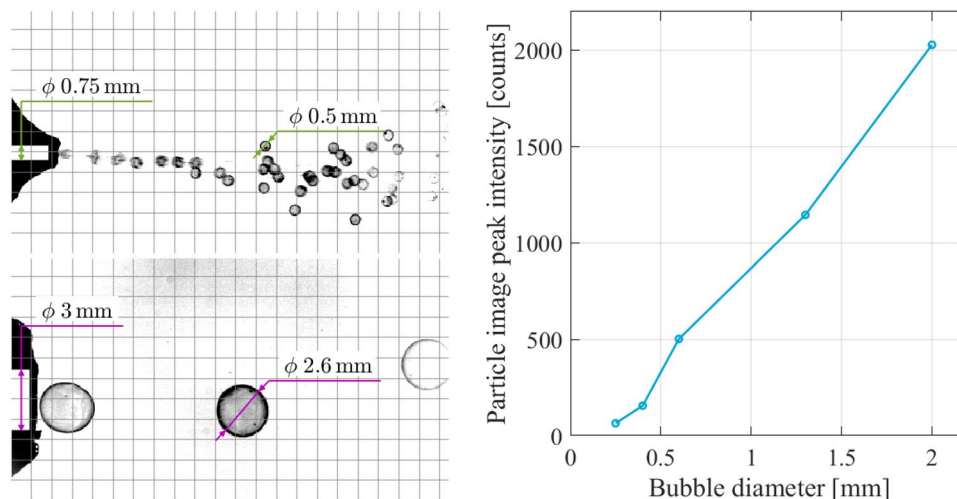 ϕ 0.75 mm
ϕ 0.5 mm
ϕ 3 mm
ϕ 2.6 mm
Particle image peak intensity [counts]
2000
1500
1000
500
0
0 0.5 1 1.5 2
Bubble diameter [mm]